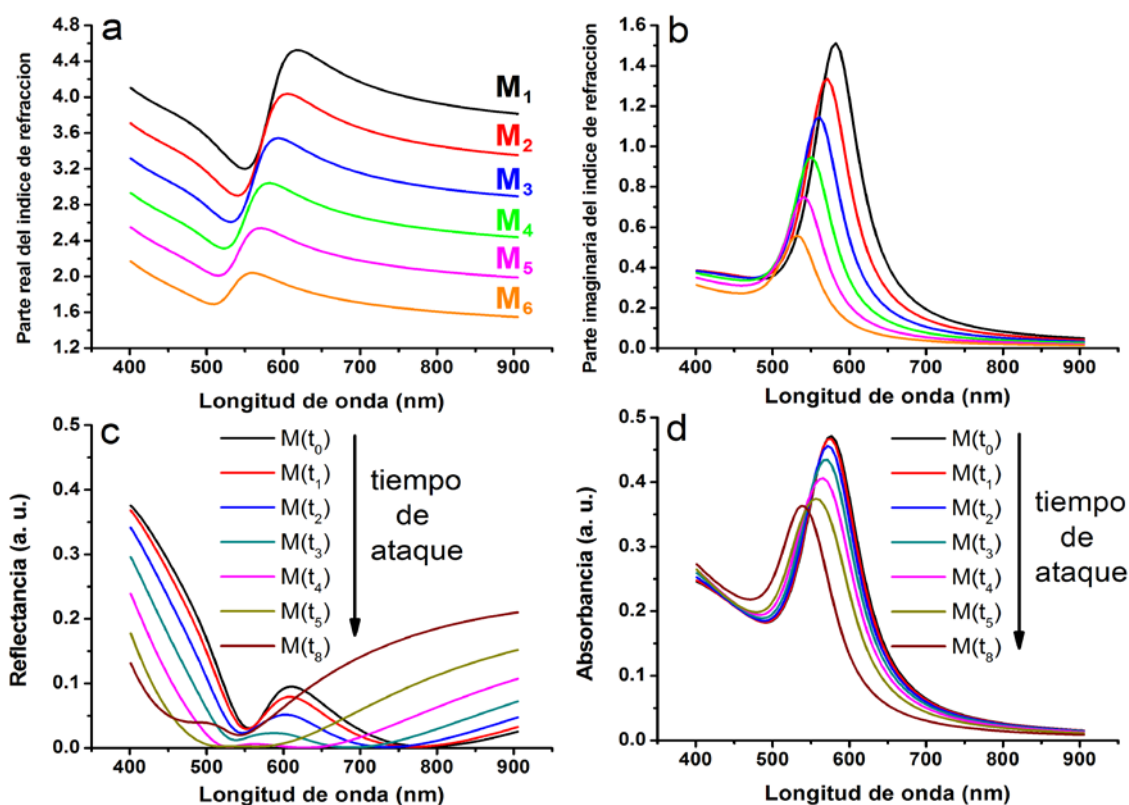 a
Parte real del indice de refraccion
4.8
4.4
4.0
3.6
3.2
2.8
2.4
2.0
1.6
1.2
M1
M2
M3
M4
M5
M6
400 500 600 700 800 900
Longitud de onda (nm)
b
Parte imaginaria del indice de refraccion
1.6
1.4
1.2
1.0
0.8
0.6
0.4
0.2
0.0
400 500 600 700 800 900
Longitud de onda (nm)
c
Reflectancia (a. u.)
0.5
0.4
0.3
0.2
0.1
0.0
M(t0)
M(t1)
M(t2)
M(t3)
M(t4)
M(t5)
M(t8)
tiempo
de
ataque
400 500 600 700 800 900
Longitud de onda (nm)
d
Absorbancia (a. u.)
0.5
0.4
0.3
0.2
0.1
0.0
M(t0)
M(t1)
M(t2)
M(t3)
M(t4)
M(t5)
M(t8)
tiempo
de
ataque
400 500 600 700 800 900
Longitud de onda (nm)